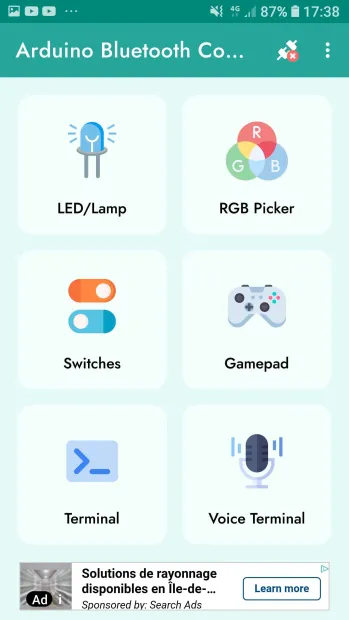 4G 87% 17:38
Arduino Bluetooth Co...
LED/Lamp
RGB Picker
R
G B
Switches
Gamepad
Terminal
Voice Terminal
Solutions de rayonnage
disponibles en Île-de-...
Sponsored by: Search Ads
Learn more
Ad i